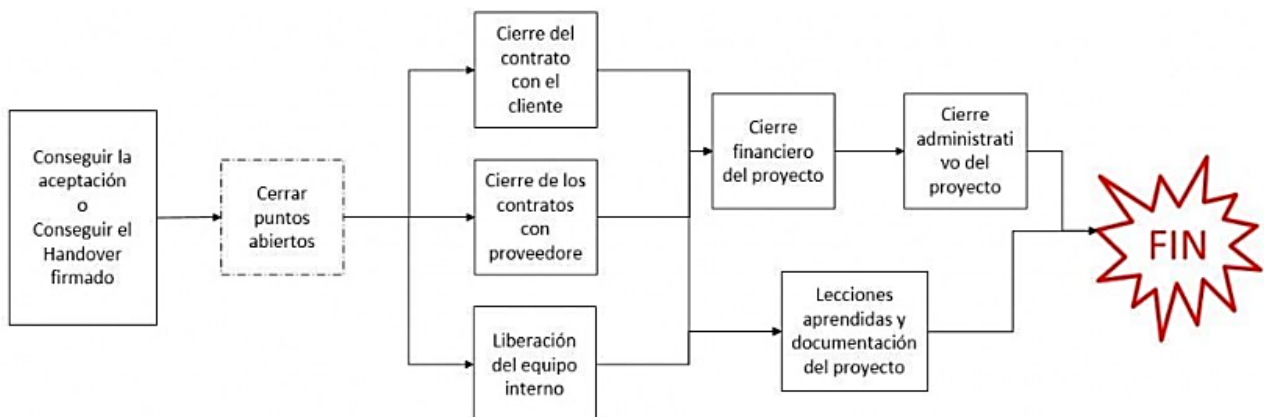 Conseguir la
aceptación
o
Conseguir el
Handover
firmado
Cerrar
puntos
abiertos
Cierre del
contrato
con el
cliente
Cierre de los
contratos
con
proveedore
Liberación
del equipo
interno
Cierre
financiero
del proyecto
Cierre
administrati
vo del
proyecto
Lecciones
aprendidas y
documentación
del proyecto
FIN